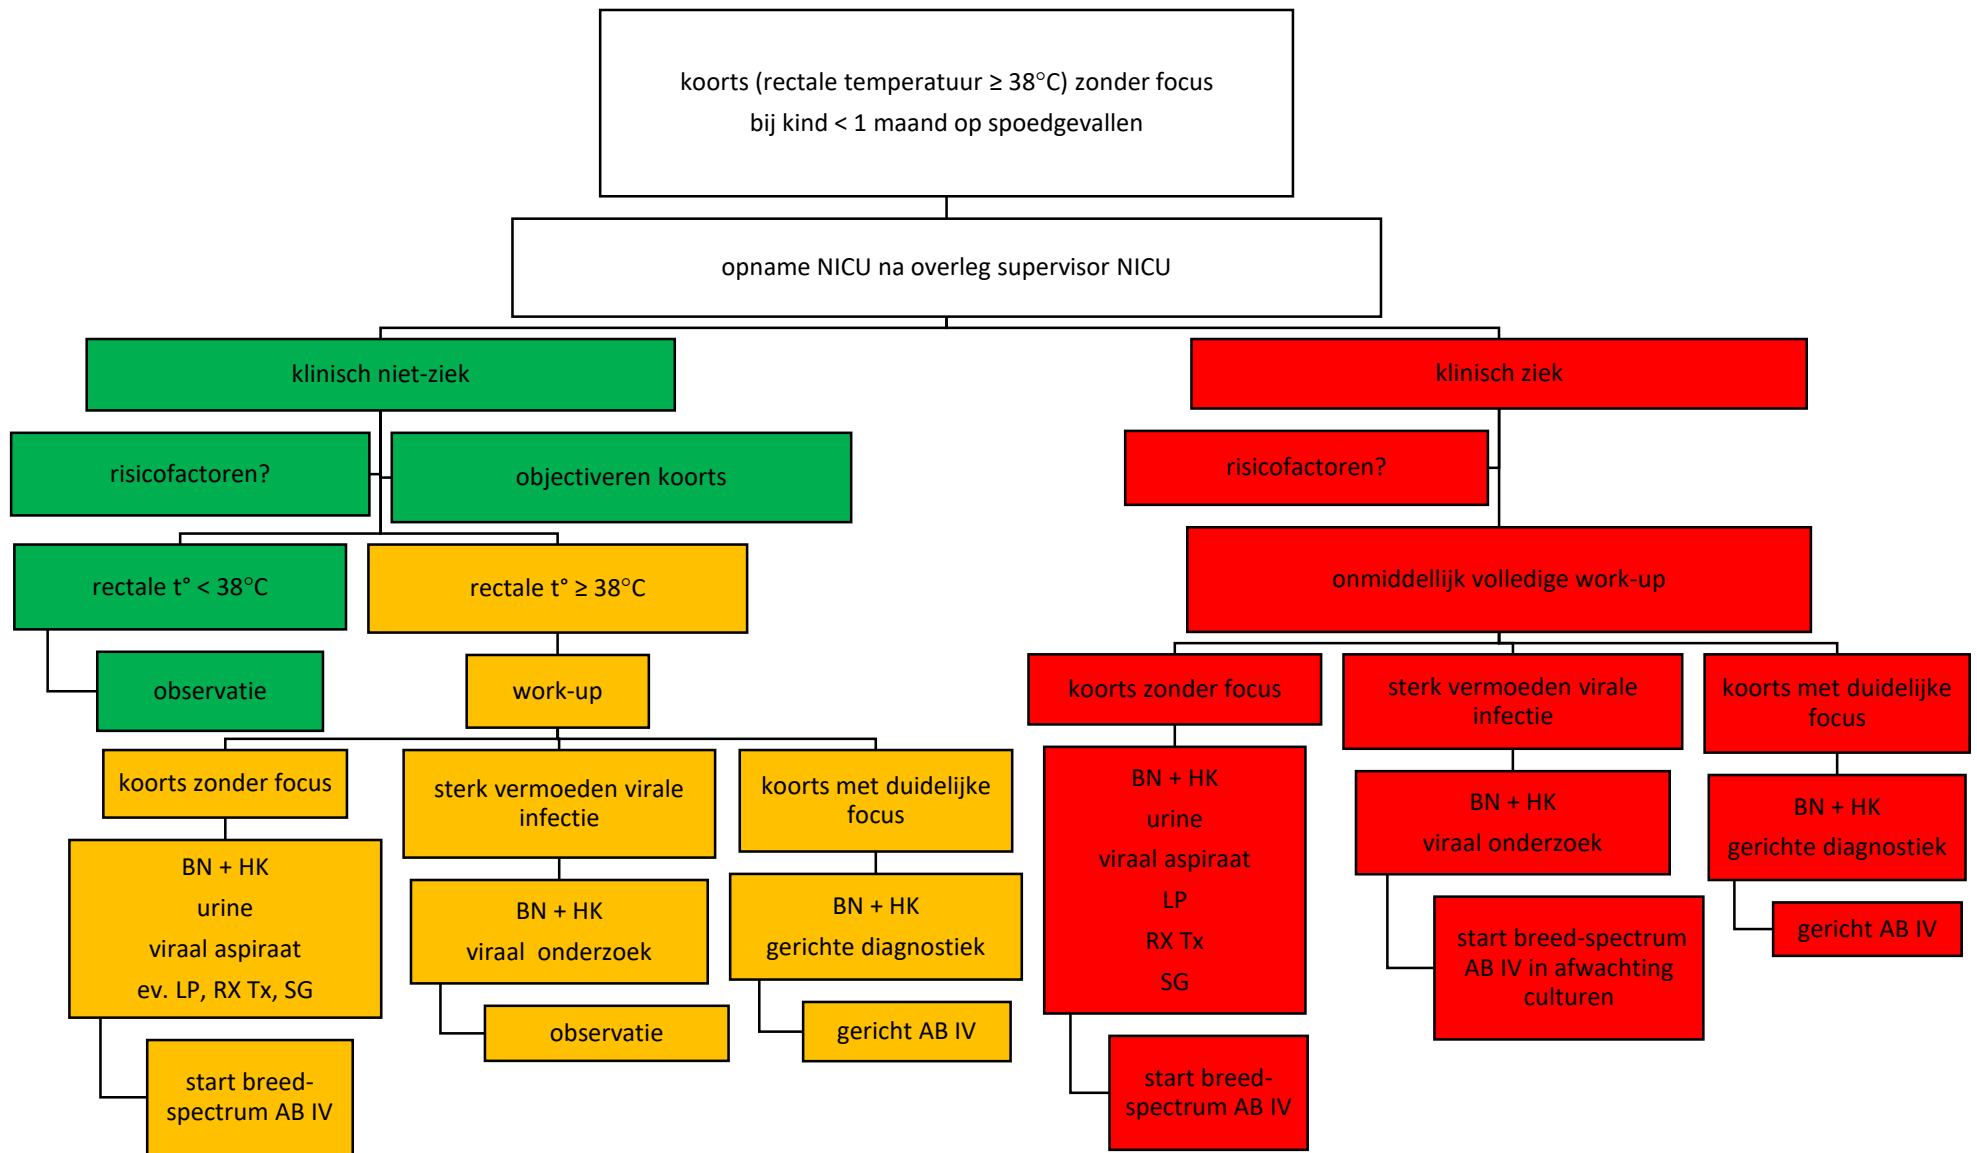 koorts (rectale temperatuur ≥ 38°C) zonder focus
bij kind < 1 maand op spoedgevallen
opname NICU na overleg supervisor NICU
klinisch niet-ziek
risicofactoren?
objectiveren koorts
rectale t° < 38°C
observatie
rectale t° ≥ 38°C
work-up
koorts zonder focus
BN + HK
urine
viraal aspiraat
ev. LP, RX Tx, SG
start breed-
spectrum AB IV
sterk vermoeden virale
infectie
BN + HK
viraal  onderzoek
observatie
koorts met duidelijke
focus
BN + HK
gerichte diagnostiek
gericht AB IV
klinisch ziek
risicofactoren?
onmiddellijk volledige work-up
koorts zonder focus
BN + HK
urine
viraal aspiraat
LP
RX Tx
SG
start breed-
spectrum AB IV
sterk vermoeden virale
infectie
BN + HK
viraal onderzoek
start breed-spectrum
AB IV in afwachting
culturen
koorts met duidelijke
focus
BN + HK
gerichte diagnostiek
gericht AB IV